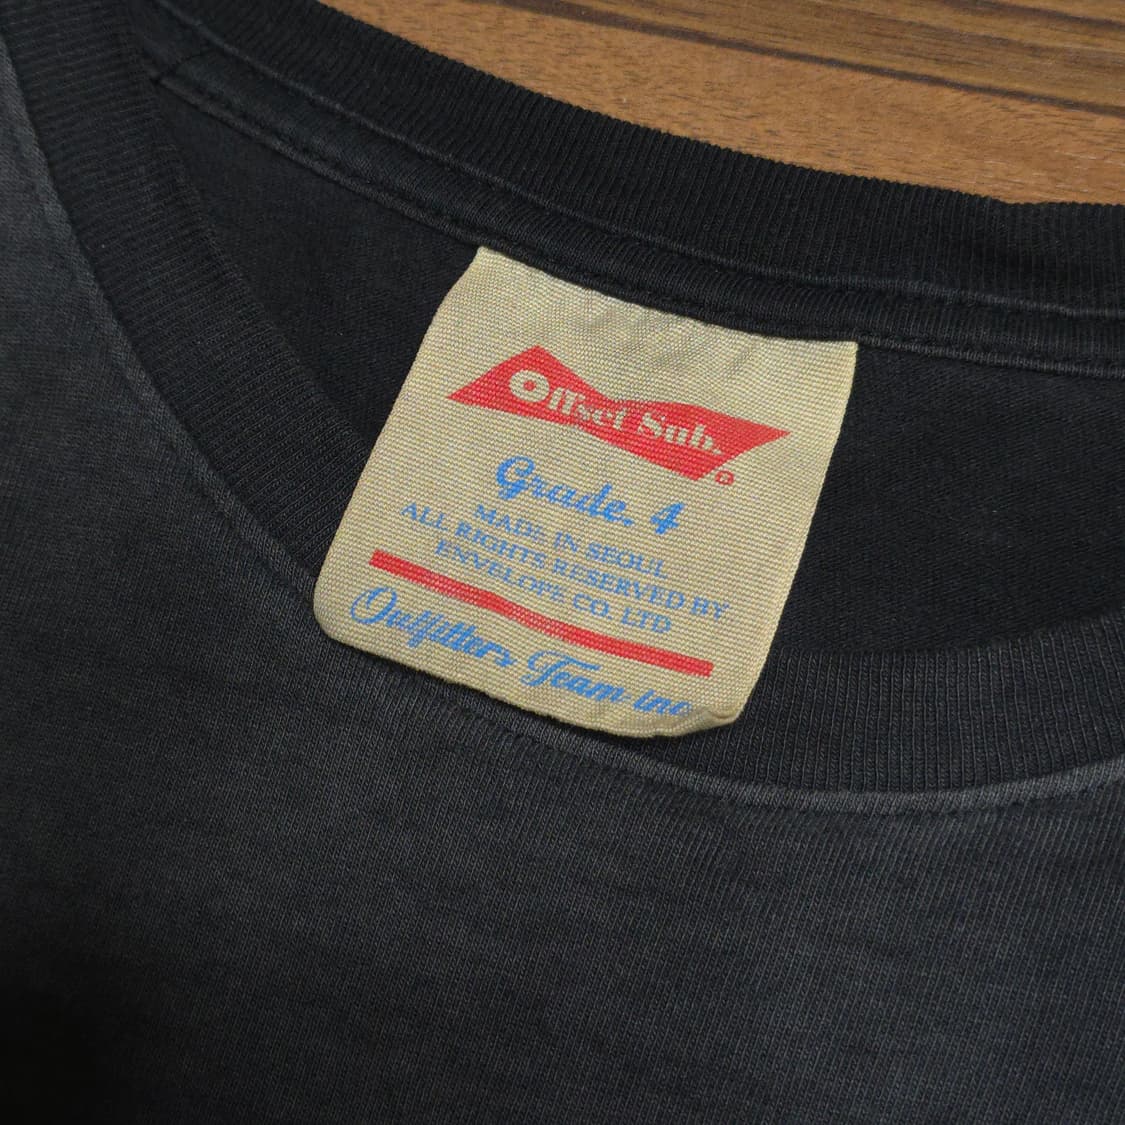 Offset Sub.
®
Grade. 4
MADE IN SEOUL
ALL RIGHTS RESERVED BY
ENVELOPE CO. LTD
Outfitters Team-inc